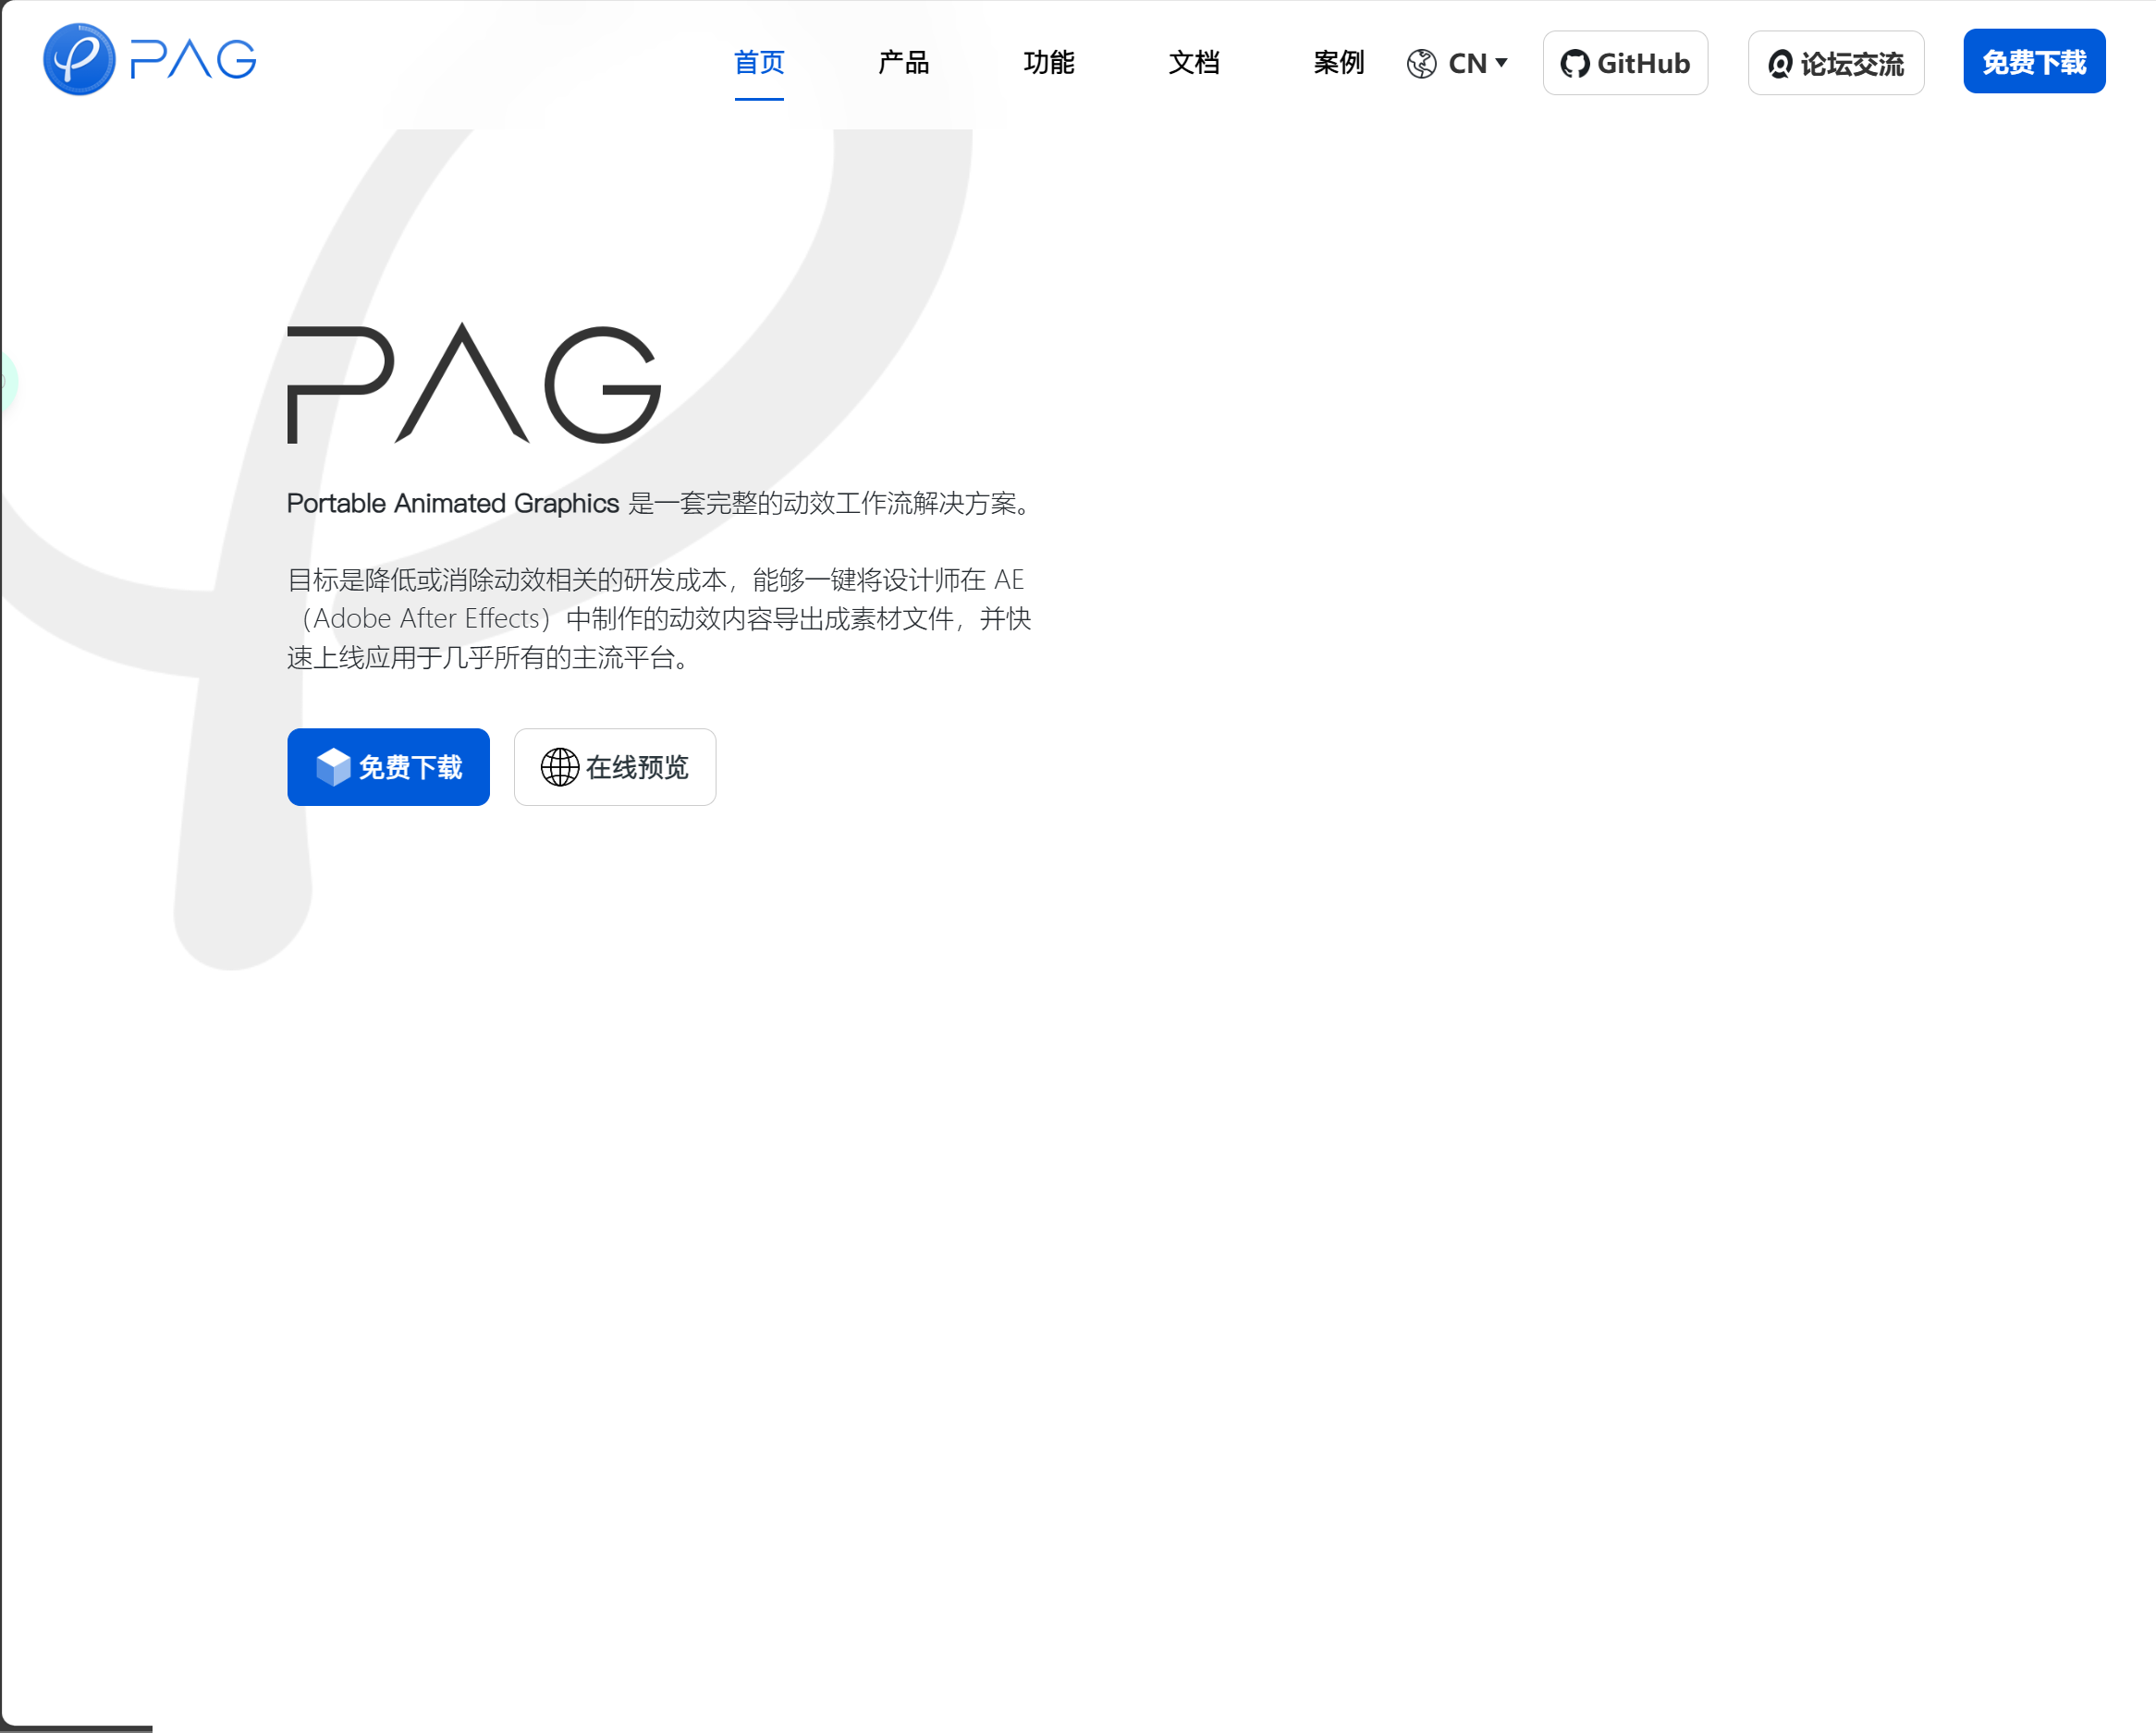 PAG
首页 产品 功能 文档 案例 CN GitHub 论坛交流 免费下载
PAG
Portable Animated Graphics 是一套完整的动效工作流解决方案。
目标是降低或消除动效相关的研发成本，能够一键将设计师在 AE
（Adobe After Effects）中制作的动效内容导出成素材文件，并快
速上线应用于几乎所有的主流平台。
免费下载 在线预览